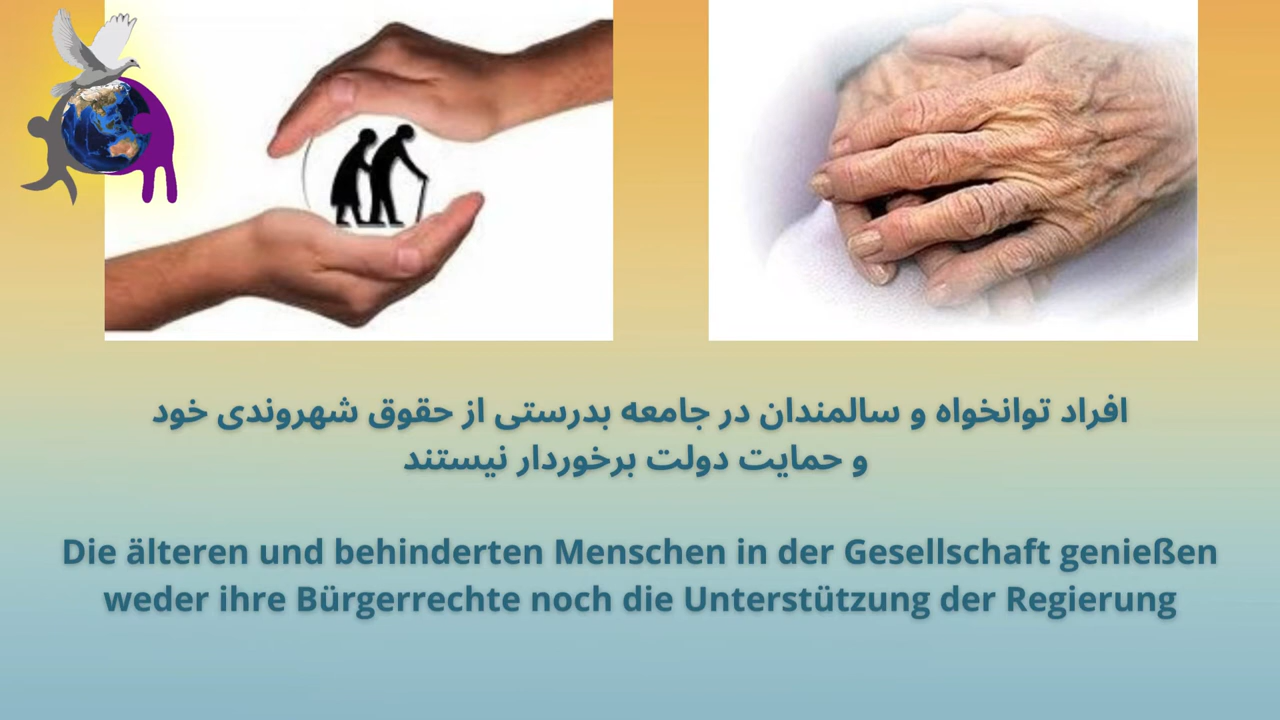 افراد توانخواه و سالمندان در جامعه بدرستی از حقوق شهروندی خود
و حمایت دولت برخوردار نیستند
Die älteren und behinderten Menschen in der Gesellschaft genießen
weder ihre Bürgerrechte noch die Unterstützung der Regierung